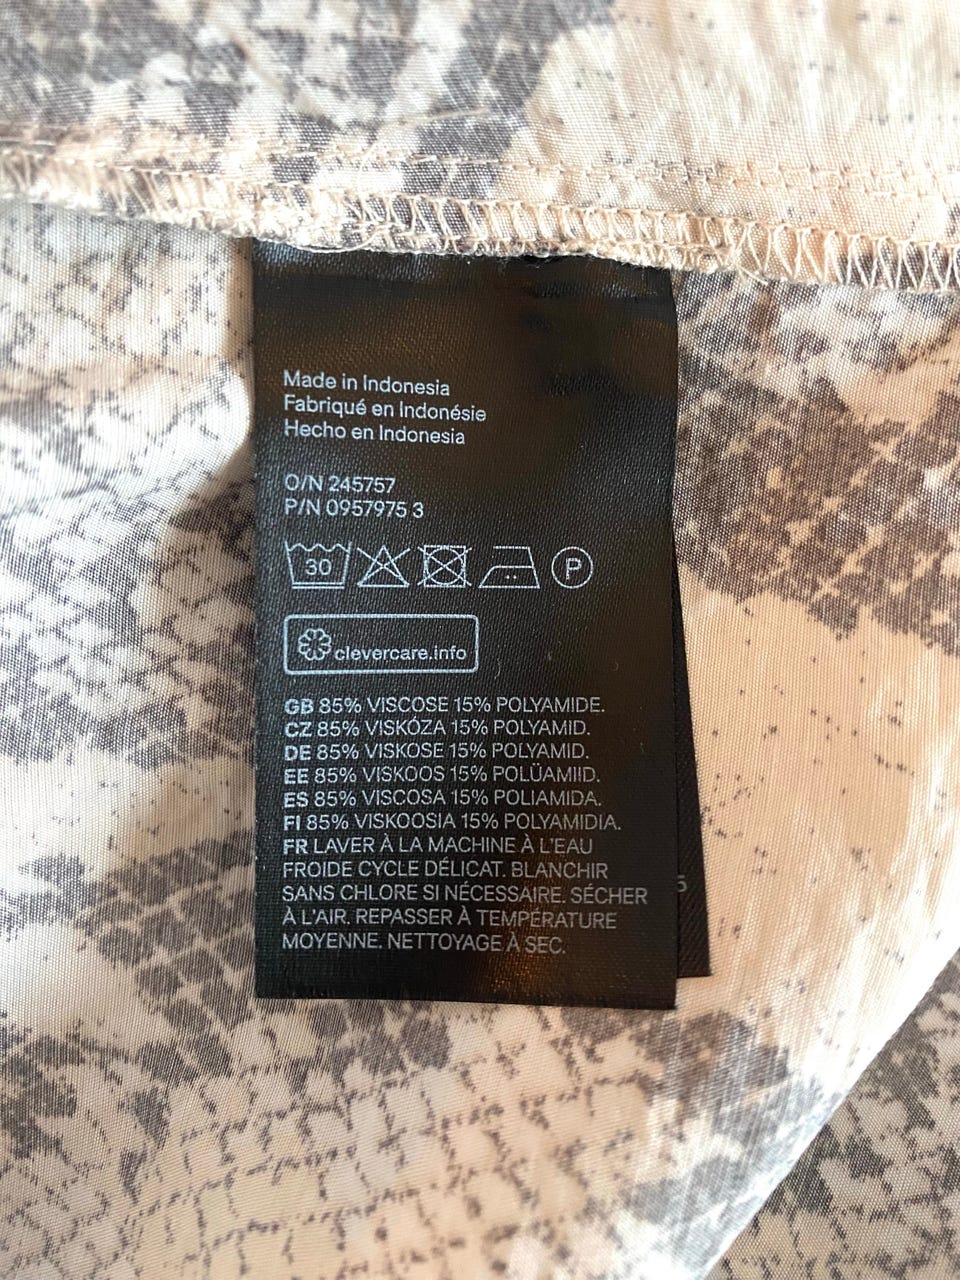 Made in Indonesia
Fabriqué en Indonésie
Hecho en Indonesia
O/N 245757
P/N 0957975 3
30 P
clevercare.info
GB 85% VISCOSE 15% POLYAMIDE.
CZ 85% VISKÓZA 15% POLYAMID.
DE 85% VISKOSE 15% POLYAMID.
EE 85% VISKOOS 15% POLÜAMIID.
ES 85% VISCOSA 15% POLIAMIDA.
FI 85% VISKOOSIA 15% POLYAMIDIA.
FR LAVER À LA MACHINE À L'EAU
FROIDE CYCLE DÉLICAT. BLANCHIR
SANS CHLORE SI NÉCESSAIRE. SÉCHER
À L'AIR. REPASSER À TEMPÉRATURE
MOYENNE. NETTOYAGE À SEC.